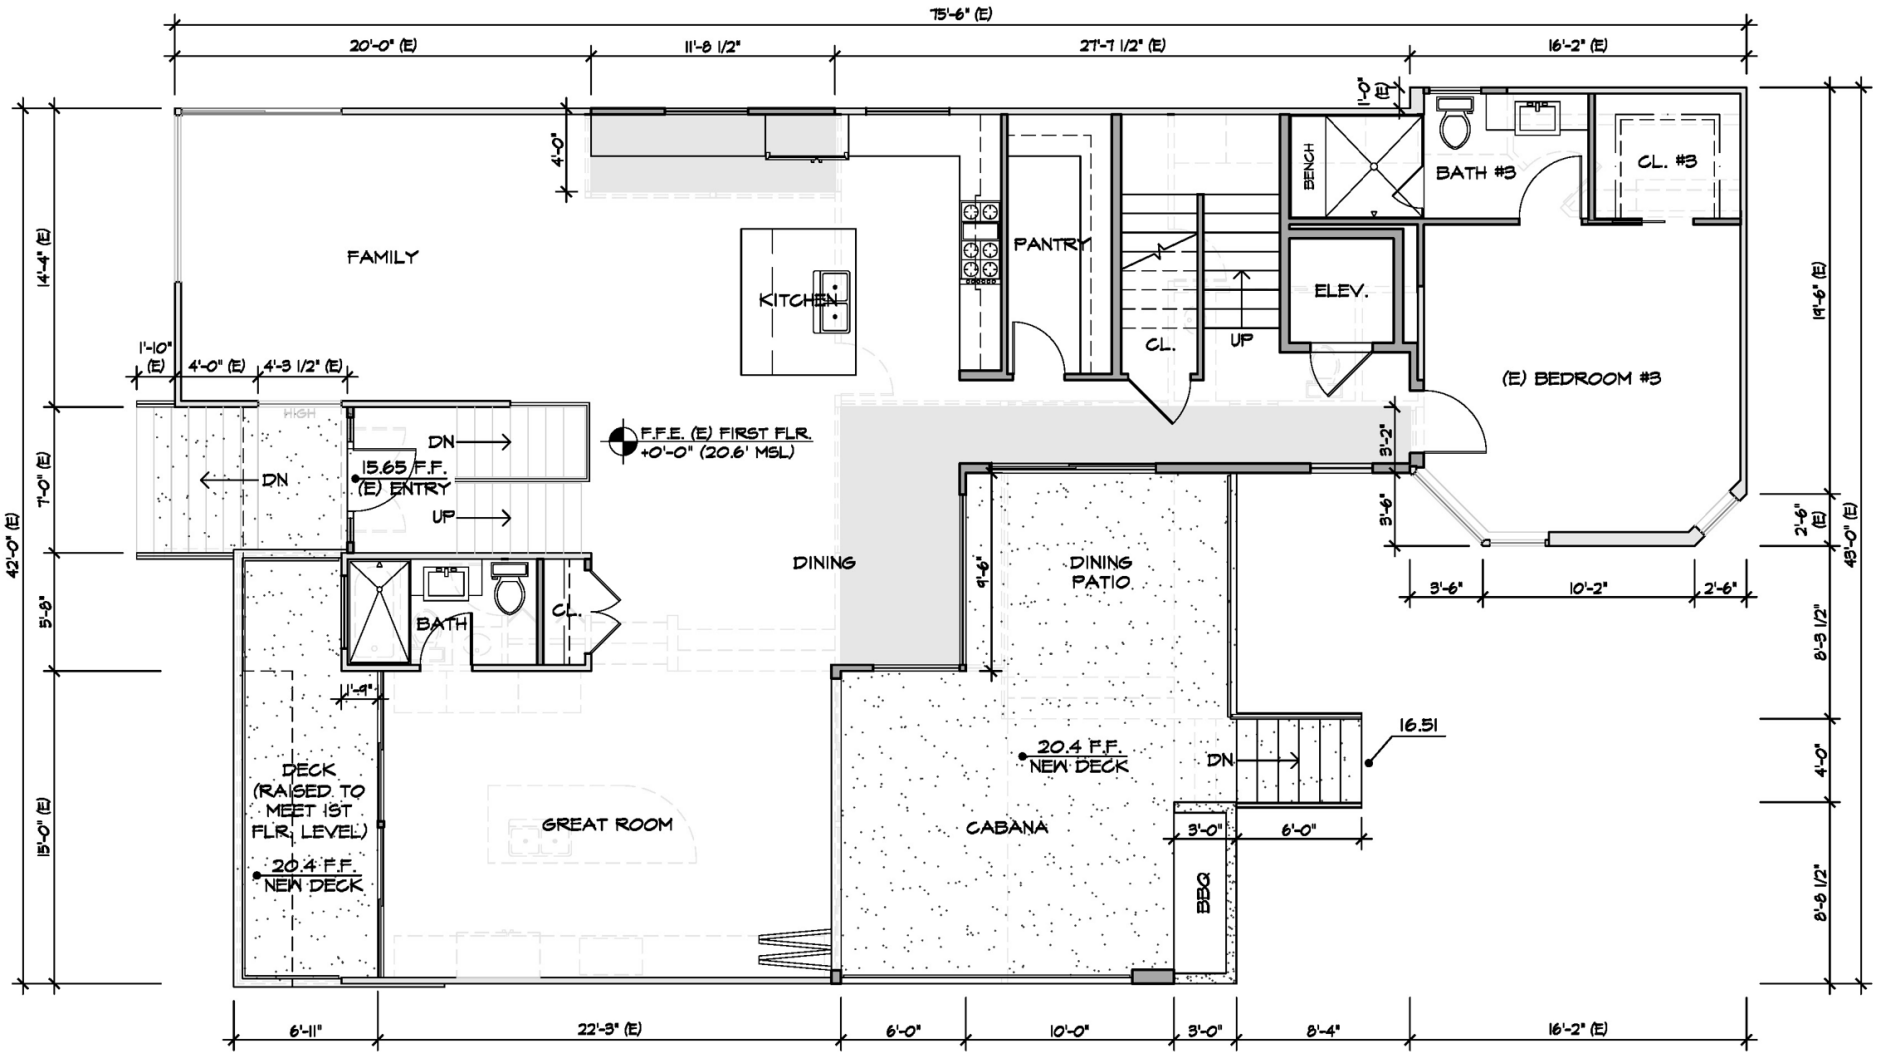 75'-6" (E)
20'-0" (E)
11'-8 1/2"
27'-7 1/2" (E)
16'-2" (E)
1'-0"
(E)
4'-0"
BENCH
BATH #3
CL. #3
14'-4" (E)
FAMILY
PANTRY
KITCHEN
ELEV.
19'-6" (E)
CL.
UP
1'-10"
(E)
4'-0" (E)
4'-3 1/2" (E)
(E) BEDROOM #3
HIGH
DN
F.F.E. (E) FIRST FLR.
+0'-0" (20.6' MSL)
3'-2"
15.65 F.F.
(E) ENTRY
DN
UP
7'-0" (E)
3'-6"
2'-6"
(E)
42'-0" (E)
43'-0" (E)
DINING
9'-6"
DINING
PATIO
3'-6"
10'-2"
2'-6"
5'-8"
BATH
CL.
8'-3 1/2"
1'-9"
16.51
20.4 F.F.
NEW DECK
DN
4'-0"
DECK
(RAISED TO
MEET 1ST
FLR. LEVEL)
15'-0" (E)
GREAT ROOM
CABANA
3'-0"
6'-0"
20.4 F.F.
NEW DECK
BBQ
8'-8 1/2"
6'-11"
22'-3" (E)
6'-0"
10'-0"
3'-0"
8'-4"
16'-2" (E)